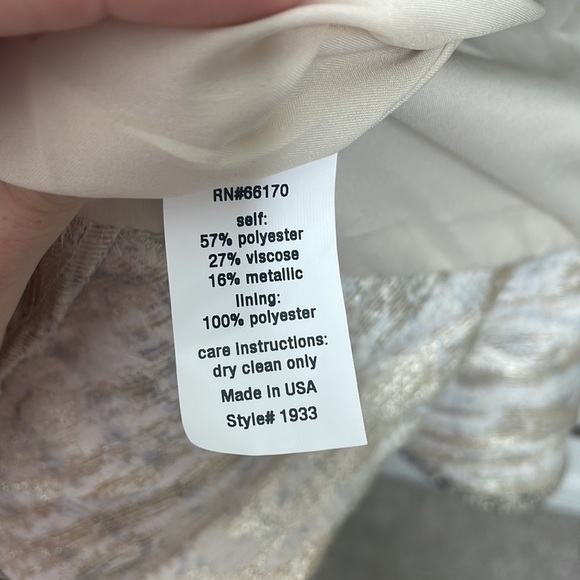 RN#66170
self:
57% polyester
27% viscose
16% metallic
lining:
100% polyester
care instructions:
dry clean only
Made in USA
Style# 1933